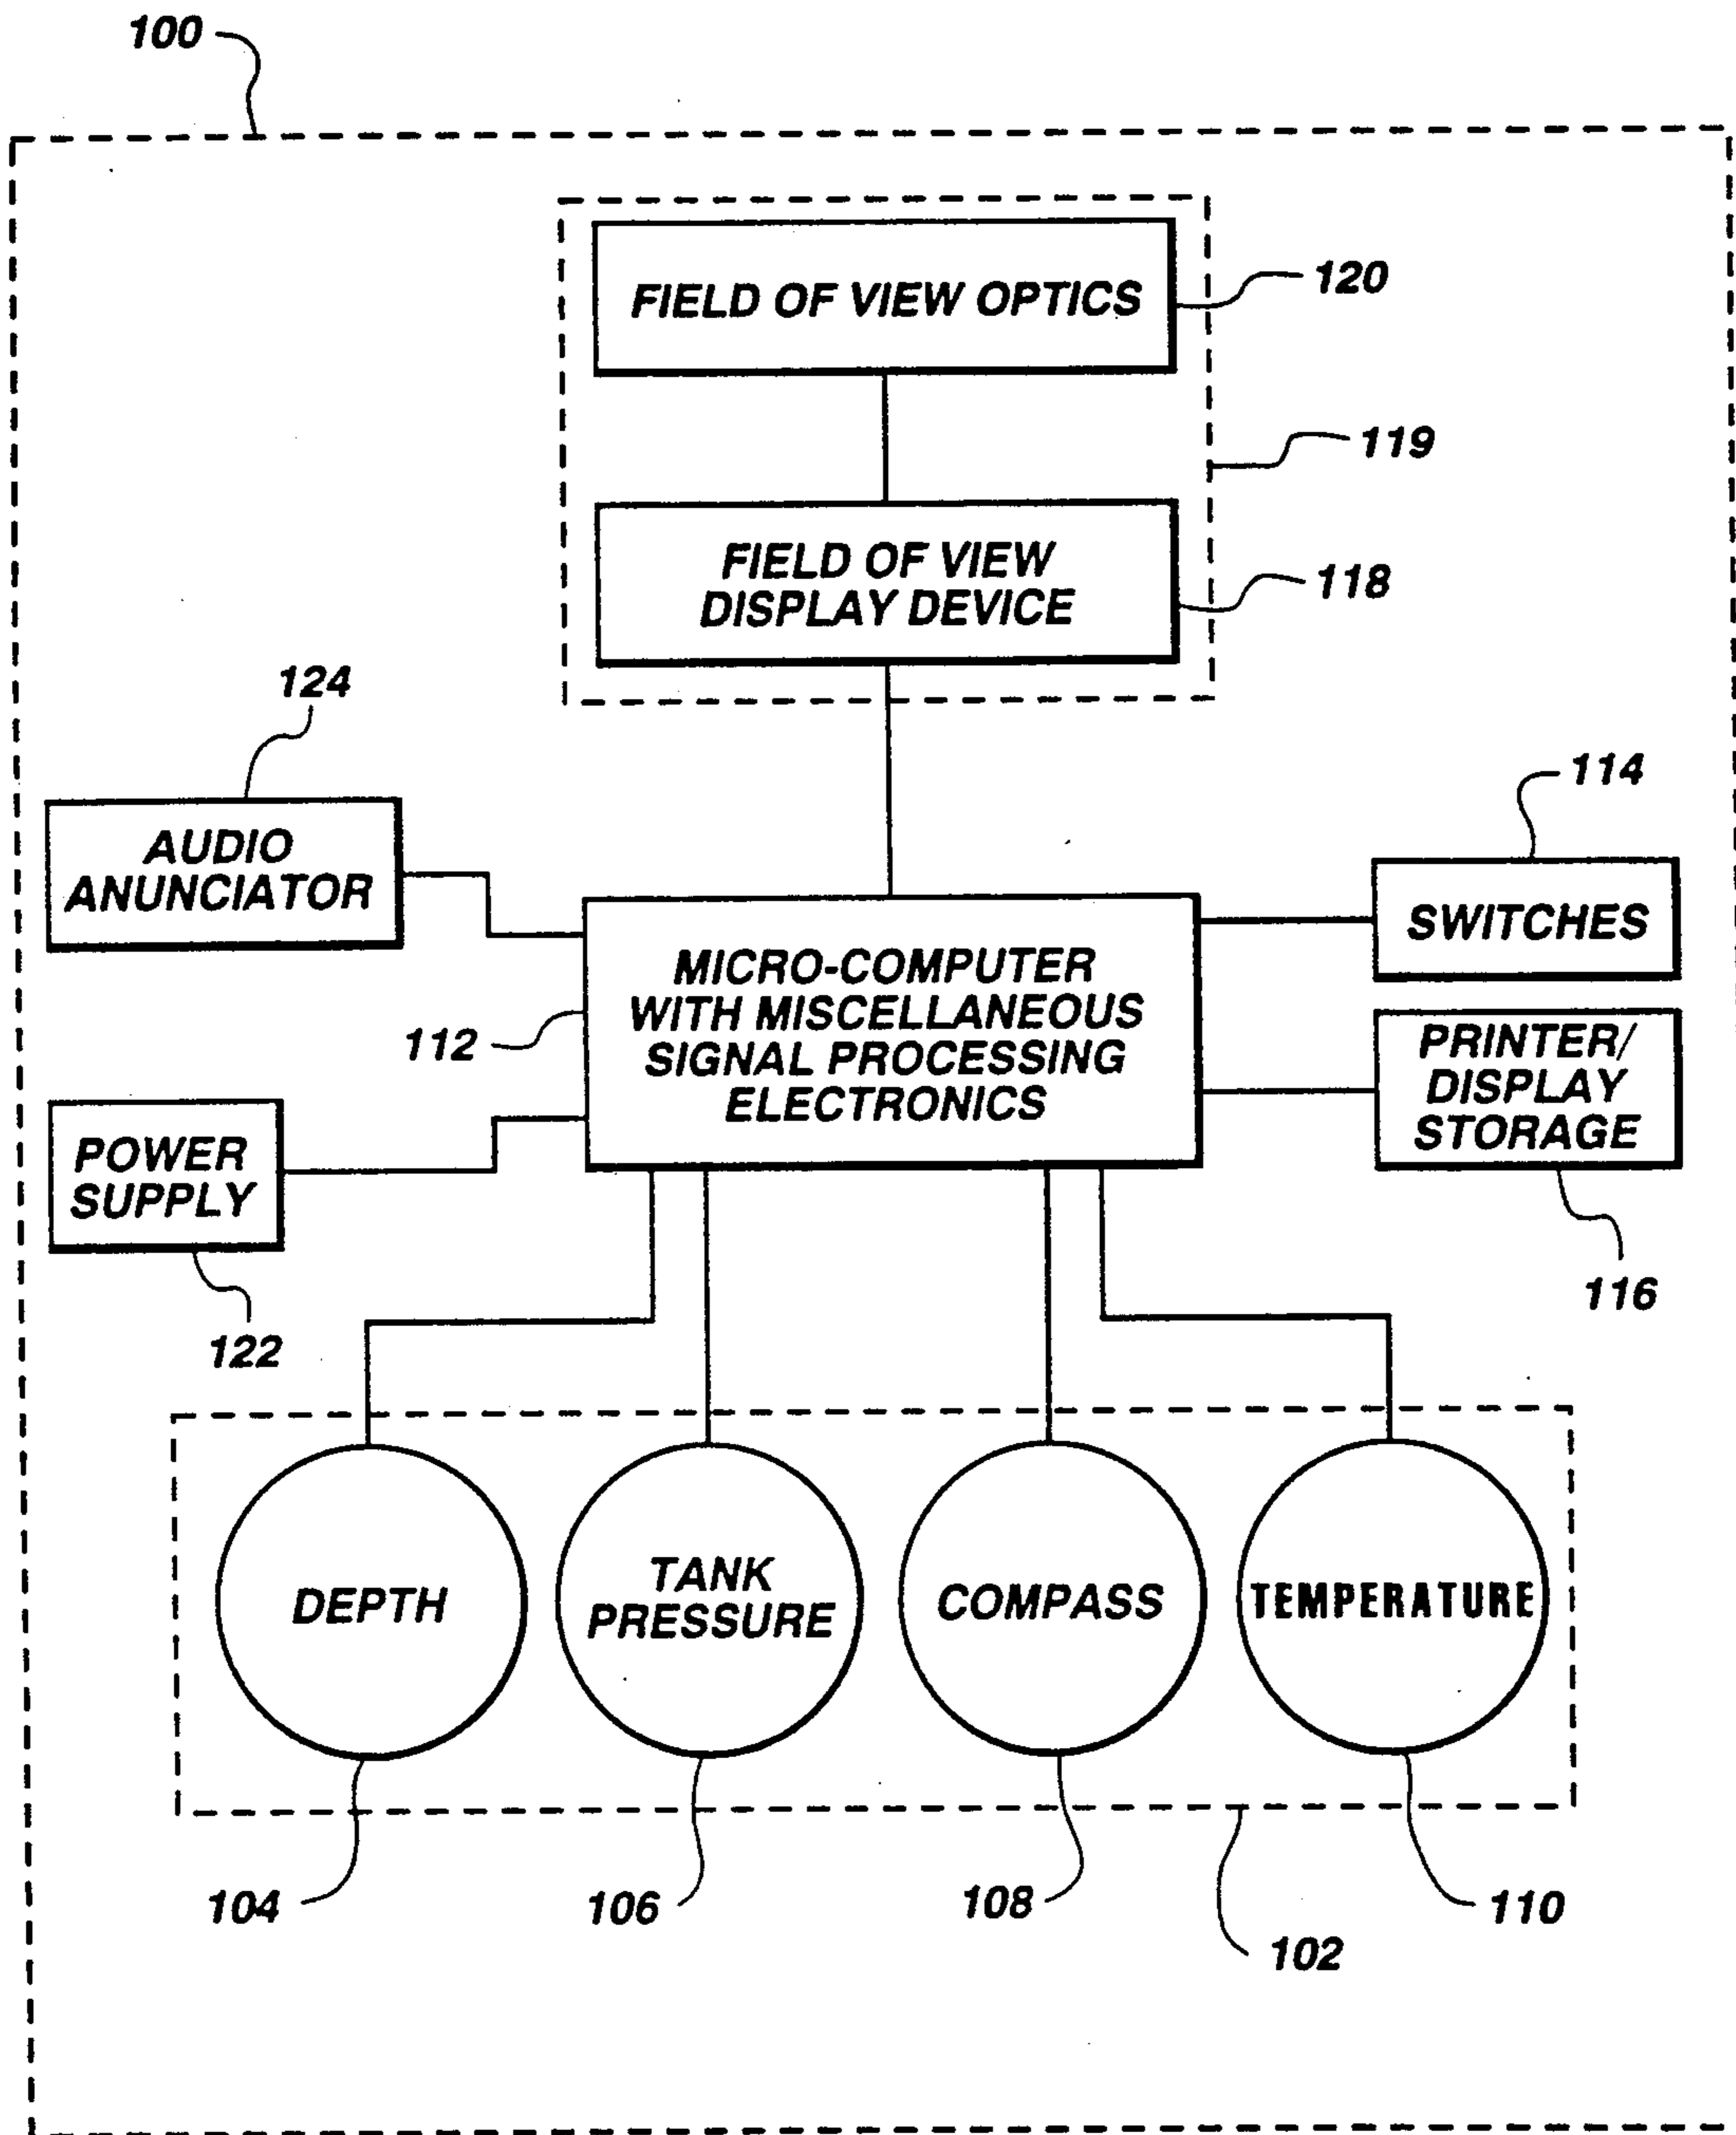 100
FIELD OF VIEW OPTICS
120
119
FIELD OF VIEW
DISPLAY DEVICE
118
124
AUDIO
ANUNCIATOR
114
SWITCHES
MICRO-COMPUTER
WITH MISCELLANEOUS
SIGNAL PROCESSING
ELECTRONICS
112
PRINTER/
DISPLAY
STORAGE
116
POWER
SUPPLY
122
DEPTH
TANK
PRESSURE
COMPASS
TEMPERATURE
104
106
108
110
102